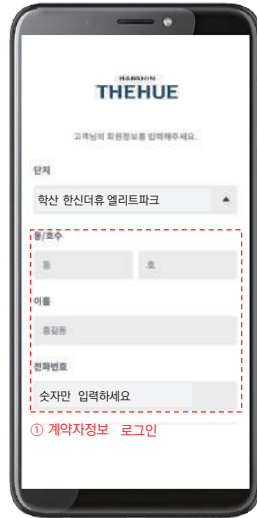 HANSHIN
THEHUE
고객님의 회원정보를 입력해주세요.
단지
학산 한신더휴 엘리트파크
동/호수
동 호
이름
홍길동
전화번호
숫자만 입력하세요
① 계약자정보 로그인